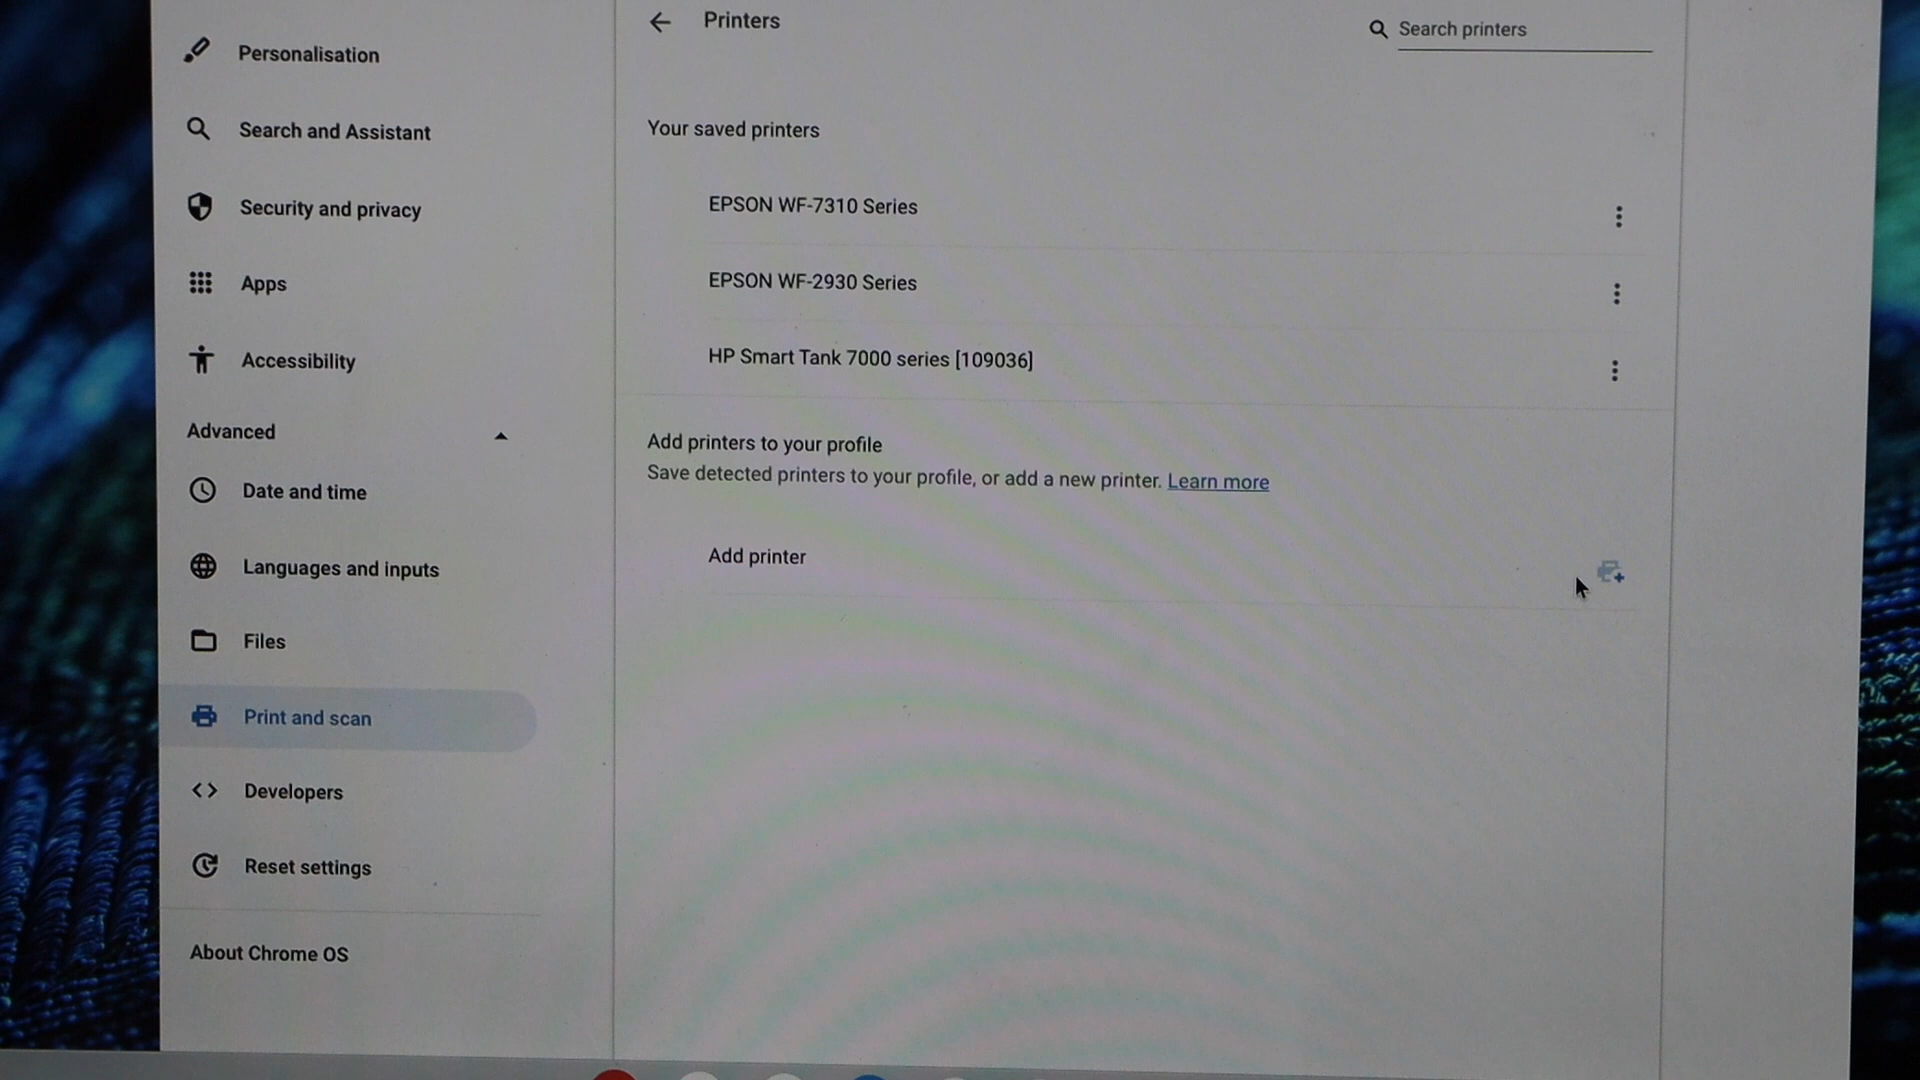 Personalisation
Search and Assistant
Security and privacy
Apps
Accessibility
Advanced
Date and time
Languages and inputs
Files
Print and scan
Developers
Reset settings
About Chrome OS
Printers
Search printers
Your saved printers
EPSON WF-7310 Series
EPSON WF-2930 Series
HP Smart Tank 7000 series [109036]
Add printers to your profile
Save detected printers to your profile, or add a new printer. Learn more
Add printer